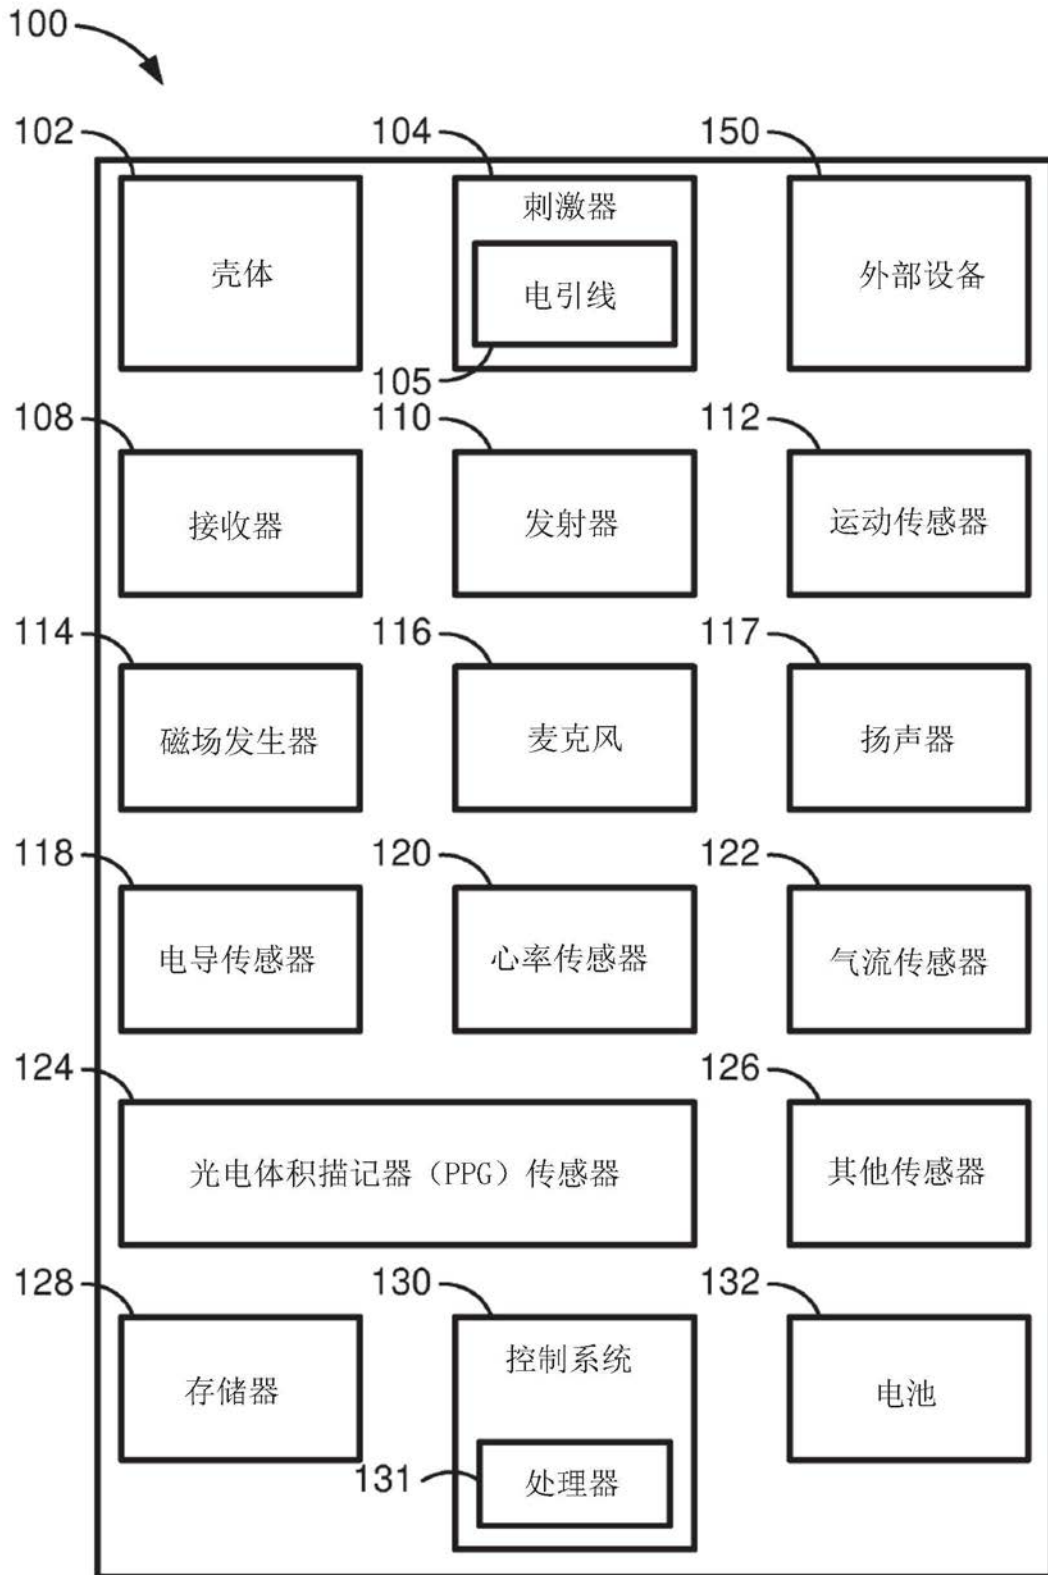 100
102
104
150
壳体
刺激器
电引线
外部设备
105
108
110
112
接收器
发射器
运动传感器
114
116
117
磁场发生器
麦克风
扬声器
118
120
122
电导传感器
心率传感器
气流传感器
124
126
光电体积描记器（PPG）传感器
其他传感器
128
130
132
存储器
控制系统
电池
131
处理器